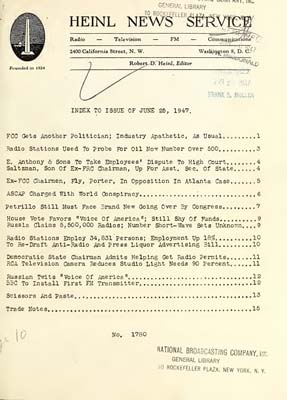 GENERAL LIBRARY
30 ROCKEFELLER PLAZA, NEW YORK
HEINL NEWS SERVICE
Radio — Television — FM — Communications
2400 California Street, N. W. Washington 8, D. C.
Robert D. Heinl, Editor
Founded in 1924
FRANK E. MULLEN
INDEX TO ISSUE OF JUNE 25, 1947.
FCC Gets Another Politician; Industry Apathetic, As Usual........1
Radio Stations Used To Probe For Oil Now Number Over 500.........3
E. Anthony & Sons To Take Employees' Dispute To High Court.......4
Saltzman, Son Of Ex-FRC Chairman, Up For Asst. Sec. Of State.....4
Ex-FCC Chairmen, Fly, Porter, In Opposition In Atlanta Case......5
ASCAP Charged With World Conspiracy..............................6
Petrillo Still Must Face Brand New Going Over By Congress........7
House Vote Favors "Voice Of America"; Still Shy Of Funds.........9
Russia Claims 5,500,000 Radios; Number Short-Wave Sets Unknown...9
Radio Stations Employ 34,831 Persons; Employment Up 18%.........10
To Re-Draft Anti-Radio And Press Liquor Advertising Bill........10
Democratic State Chairman Admits Helping Get Radio Permits......11
RCA Television Camera Reduces Studio Light Needs 90 Percent.....11
Russian Twits "Voice Of America"................................12
BBC To Install First FM Transmitter.............................12
Scissors And Paste..............................................13
Trade Notes.....................................................15
No. 1780
10
NATIONAL BROADCASTING COMPANY, INC.
GENERAL LIBRARY
30 ROCKEFELLER PLAZA, NEW YORK, N. Y.